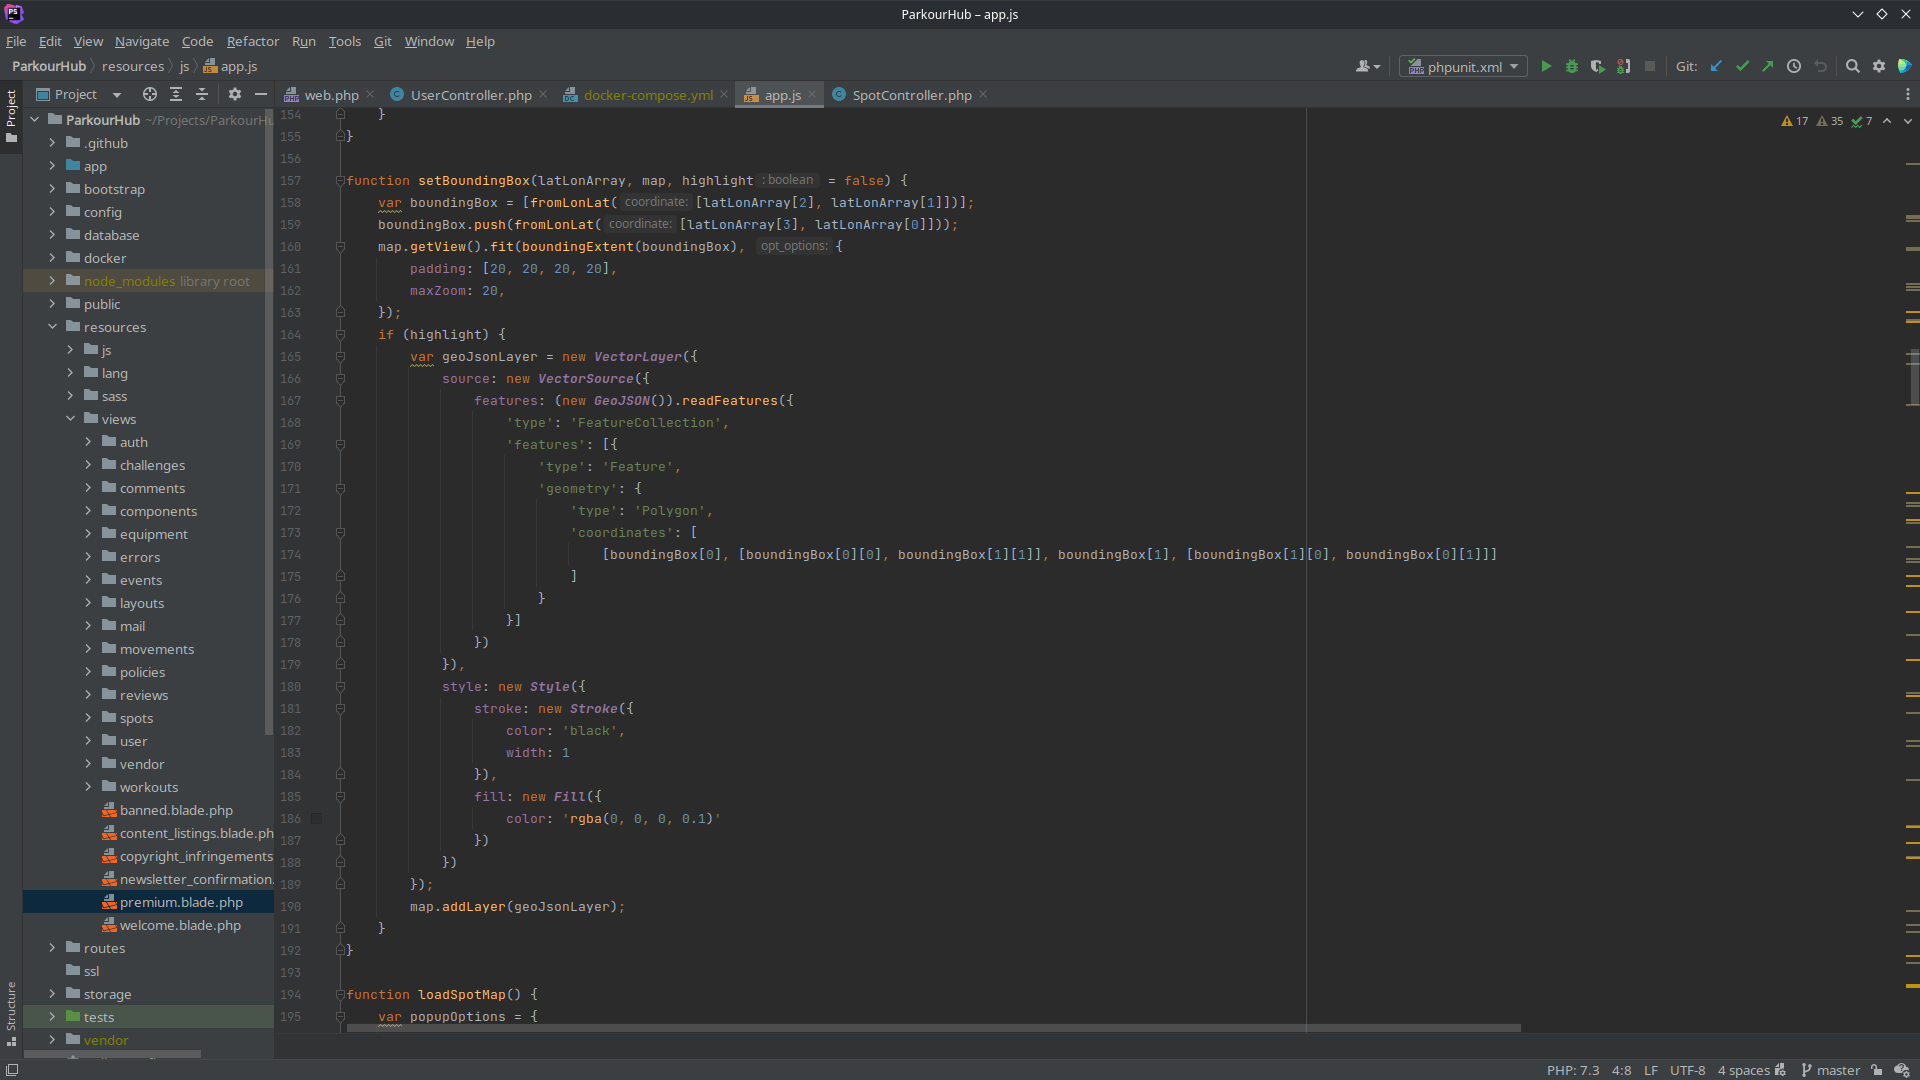 ParkourHub – app.js
File Edit View Navigate Code Refactor Run Tools Git Window Help
ParkourHub resources js app.js phpunit.xml Git:
Project web.php UserController.php docker-compose.yml app.js SpotController.php
Project
Structure
ParkourHub ~/Projects/ParkourHu
.github
app
bootstrap
config
database
docker
node_modules library root
public
resources
js
lang
sass
views
auth
challenges
comments
components
equipment
errors
events
layouts
mail
movements
policies
reviews
spots
user
vendor
workouts
banned.blade.php
content_listings.blade.ph
copyright_infringements
newsletter_confirmation.
premium.blade.php
welcome.blade.php
routes
ssl
storage
tests
vendor
17 35 7
154 }
155 }
156
157 function setBoundingBox(latLonArray, map, highlight : boolean = false) {
158 var boundingBox = [fromLonLat( coordinate: [latLonArray[2], latLonArray[1]])];
159 boundingBox.push(fromLonLat( coordinate: [latLonArray[3], latLonArray[0]]));
160 map.getView().fit(boundingExtent(boundingBox), opt_options: {
161 padding: [20, 20, 20, 20],
162 maxZoom: 20,
163 });
164 if (highlight) {
165 var geoJsonLayer = new VectorLayer({
166 source: new VectorSource({
167 features: (new GeoJSON()).readFeatures({
168 'type': 'FeatureCollection',
169 'features': [{
170 'type': 'Feature',
171 'geometry': {
172 'type': 'Polygon',
173 'coordinates': [
174 [boundingBox[0], [boundingBox[0][0], boundingBox[1][1]], boundingBox[1], [boundingBox[1][0], boundingBox[0][1]]]
175 ]
176 }
177 }]
178 })
179 }),
180 style: new Style({
181 stroke: new Stroke({
182 color: 'black',
183 width: 1
184 }),
185 fill: new Fill({
186 color: 'rgba(0, 0, 0, 0.1)'
187 })
188 })
189 });
190 map.addLayer(geoJsonLayer);
191 }
192 }
193
194 function loadSpotMap() {
195 var popupOptions = {
PHP: 7.3 4:8 LF UTF-8 4 spaces master